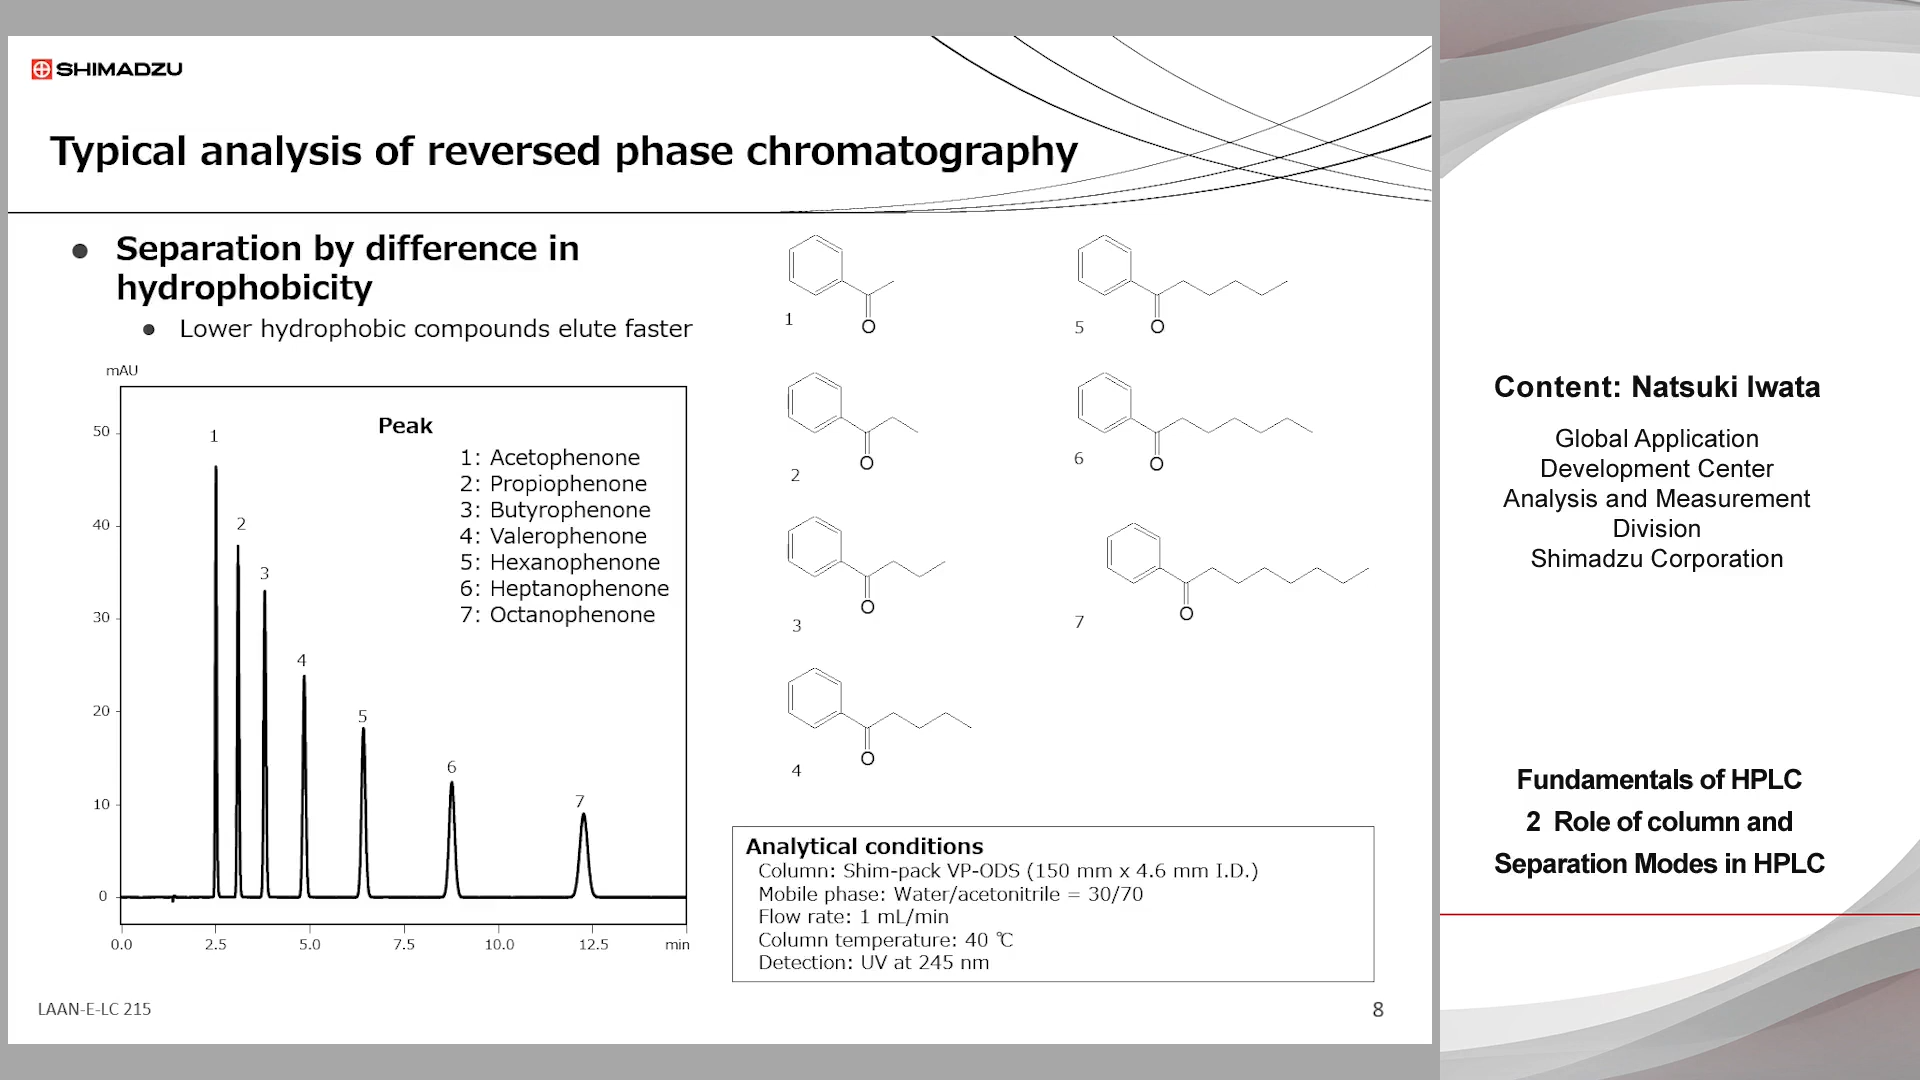 SHIMADZU
Typical analysis of reversed phase chromatography
● Separation by difference in
hydrophobicity
● Lower hydrophobic compounds elute faster
mAU
50
40
30
20
10
0
1
2
3
4
5
6
7
Peak
1: Acetophenone
2: Propiophenone
3: Butyrophenone
4: Valerophenone
5: Hexanophenone
6: Heptanophenone
7: Octanophenone
0.0 2.5 5.0 7.5 10.0 12.5 min
O
1
O
2
O
3
O
4
O
5
O
6
O
7
Analytical conditions
Column: Shim-pack VP-ODS (150 mm x 4.6 mm I.D.)
Mobile phase: Water/acetonitrile = 30/70
Flow rate: 1 mL/min
Column temperature: 40 ℃
Detection: UV at 245 nm
LAAN-E-LC 215
8
Content: Natsuki Iwata
Global Application
Development Center
Analysis and Measurement
Division
Shimadzu Corporation
Fundamentals of HPLC
2 Role of column and
Separation Modes in HPLC